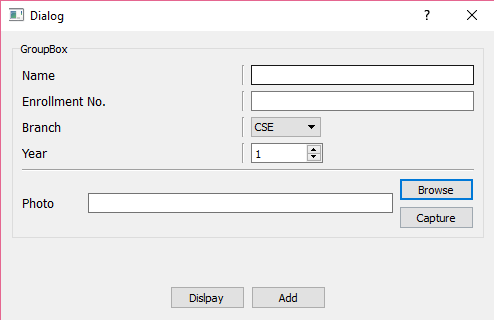 Dialog ?
GroupBox
Name
Enrollment No.
Branch CSE
Year 1
Browse
Photo
Capture
Dislpay Add